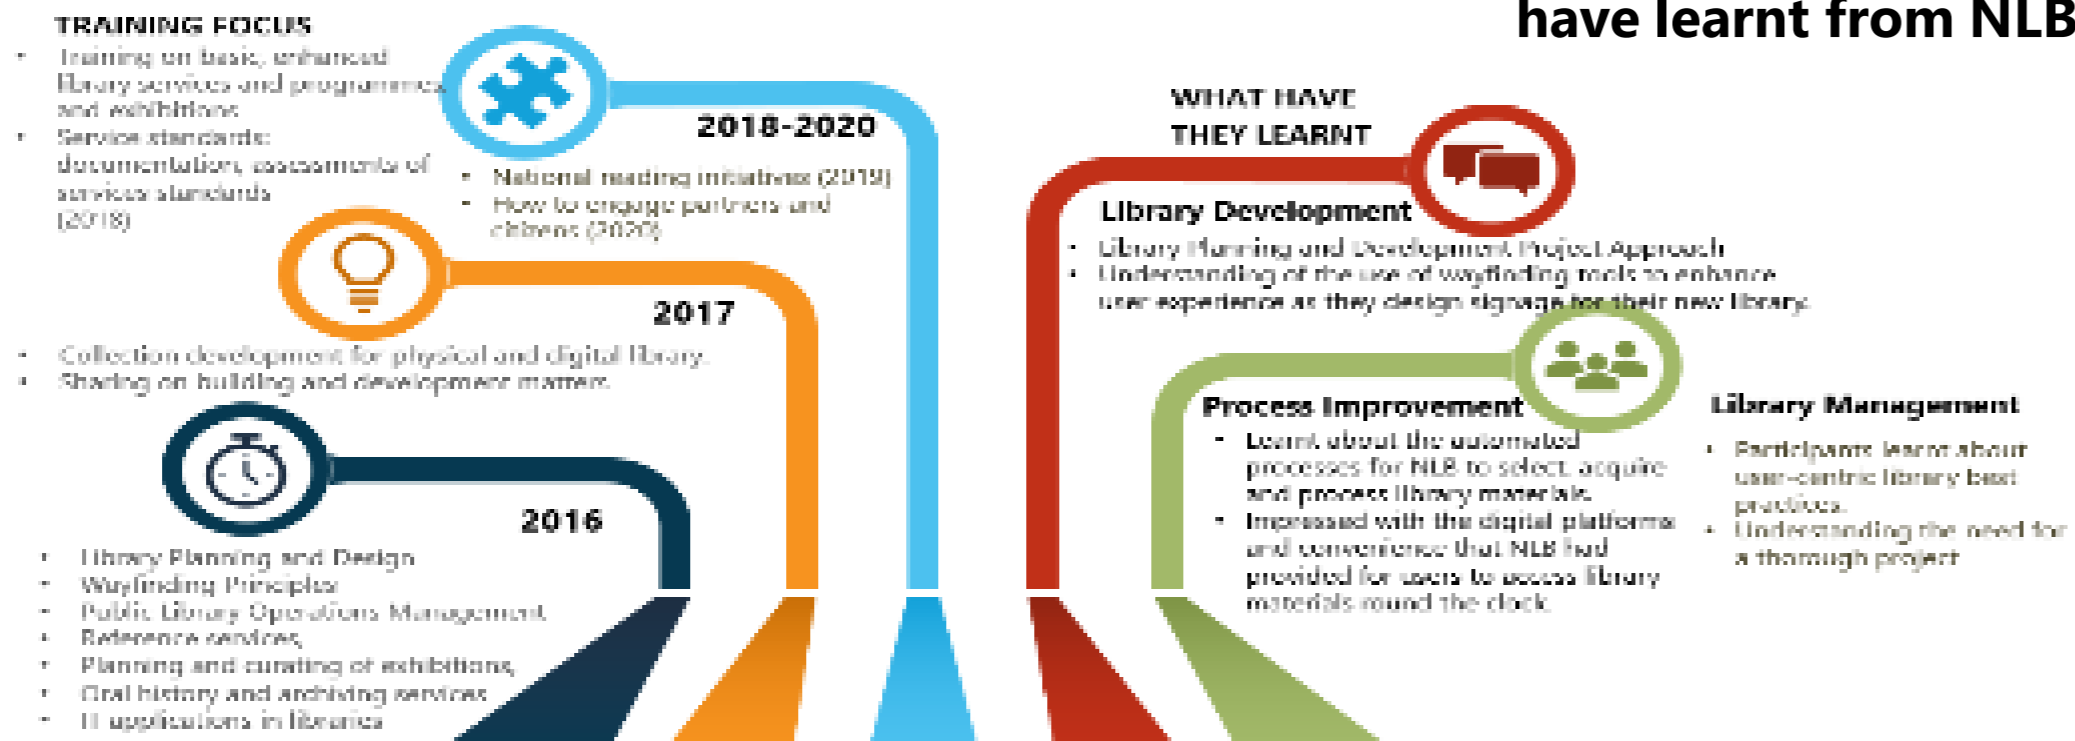 have learnt from NLB
TRAINING FOCUS
• Training on basic, enhanced
library services and programmes,
and exhibitions
• Service standards:
documentation, assessments of
services standards
(2018)
2018-2020
• National reading initiatives (2019)
• How to engage partners and
citizens (2020)
2017
• Collection development for physical and digital library.
• Sharing on building and development matters
2016
• Library Planning and Design
• Wayfinding Principles
• Public Library Operations Management
• Reference services,
• Planning and curating of exhibitions,
• Oral history and archiving services
• IT applications in libraries
WHAT HAVE
THEY LEARNT
Library Development
• Library Planning and Development Project Approach
• Understanding of the use of wayfinding tools to enhance
user experience as they design signage for their new library.
Process Improvement
• Learnt about the automated
processes for NLB to select, acquire
and process library materials.
• Impressed with the digital platforms
and convenience that NLB had
provided for users to access library
materials round the clock
Library Management
• Participants learnt about
user-centric library best
practices.
• Understanding the need for
a thorough project